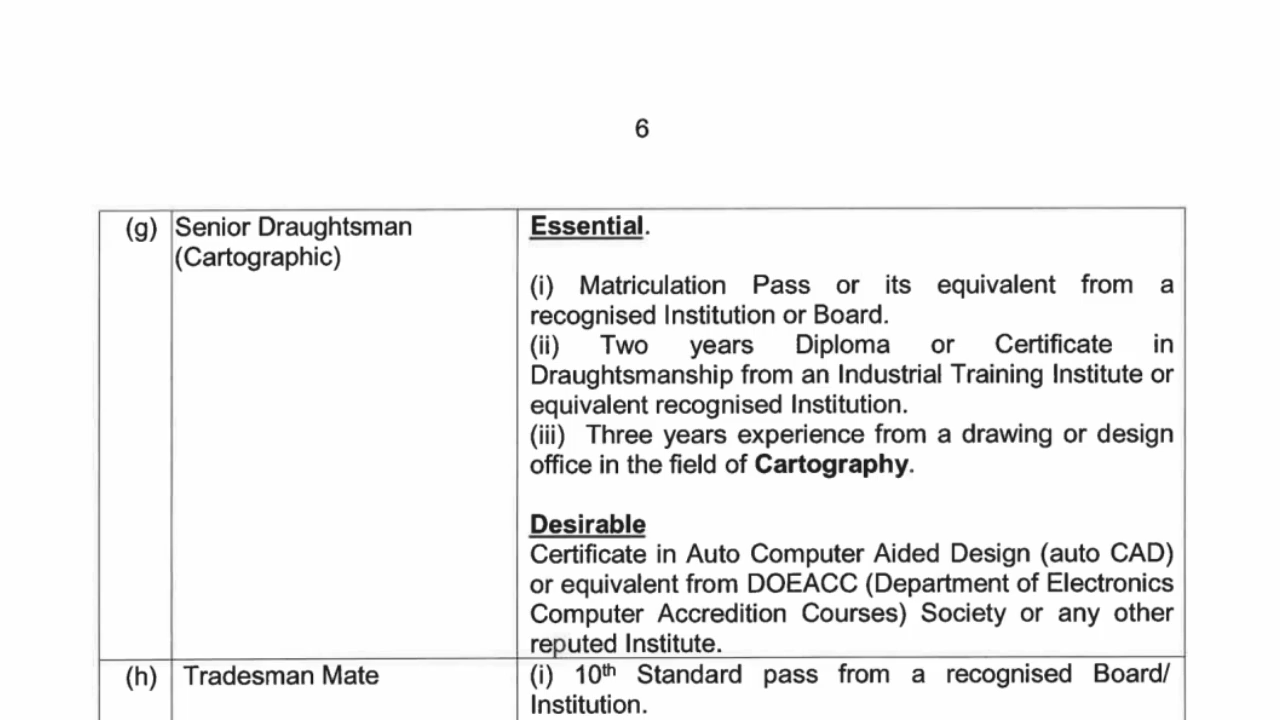 6
(g) Senior Draughtsman
(Cartographic)
Essential.
(i) Matriculation Pass or its equivalent from a
recognised Institution or Board.
(ii) Two years Diploma or Certificate in
Draughtsmanship from an Industrial Training Institute or
equivalent recognised Institution.
(iii) Three years experience from a drawing or design
office in the field of Cartography.
Desirable
Certificate in Auto Computer Aided Design (auto CAD)
or equivalent from DOEACC (Department of Electronics
Computer Accredition Courses) Society or any other
reputed Institute.
(h) Tradesman Mate
(i) 10th Standard pass from a recognised Board/
Institution.